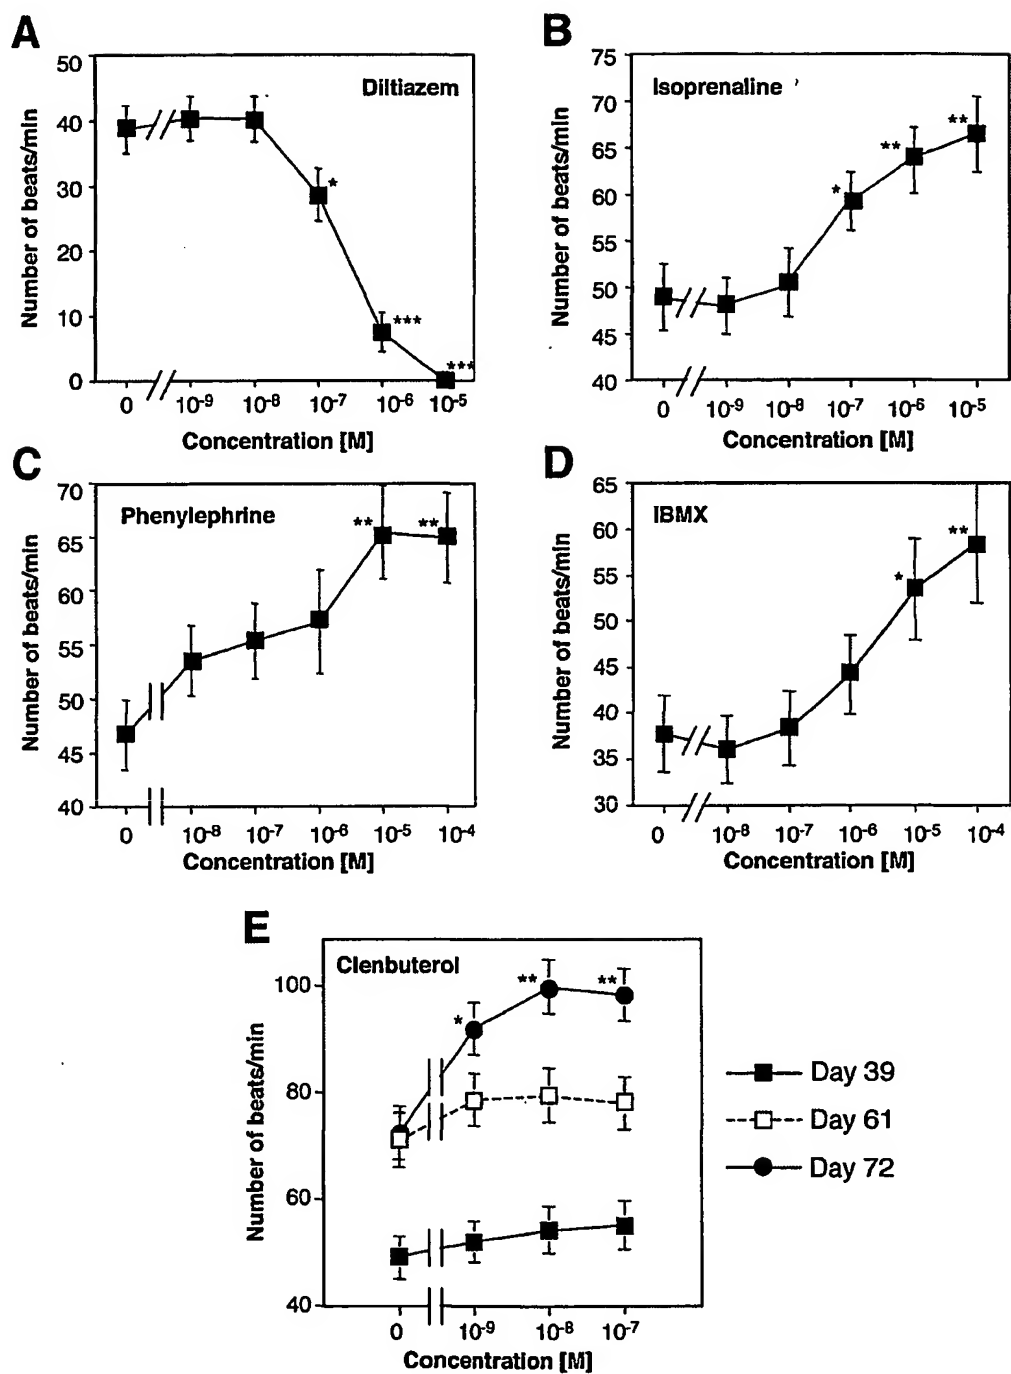 A
Diltiazem
Number of beats/min
50
40
30
20
10
0
*
***
***
0 10-9 10-8 10-7 10-6 10-5
Concentration [M]
B
Isoprenaline
Number of beats/min
75
70
65
60
55
50
45
40
*
**
**
0 10-9 10-8 10-7 10-6 10-5
Concentration [M]
C
Phenylephrine
Number of beats/min
70
65
60
55
50
45
40
**
**
0 10-8 10-7 10-6 10-5 10-4
Concentration [M]
D
IBMX
Number of beats/min
65
60
55
50
45
40
35
30
*
**
0 10-8 10-7 10-6 10-5 10-4
Concentration [M]
E
Clenbuterol
Number of beats/min
100
80
60
40
*
**
**
0 10-9 10-8 10-7
Concentration [M]
Day 39
Day 61
Day 72